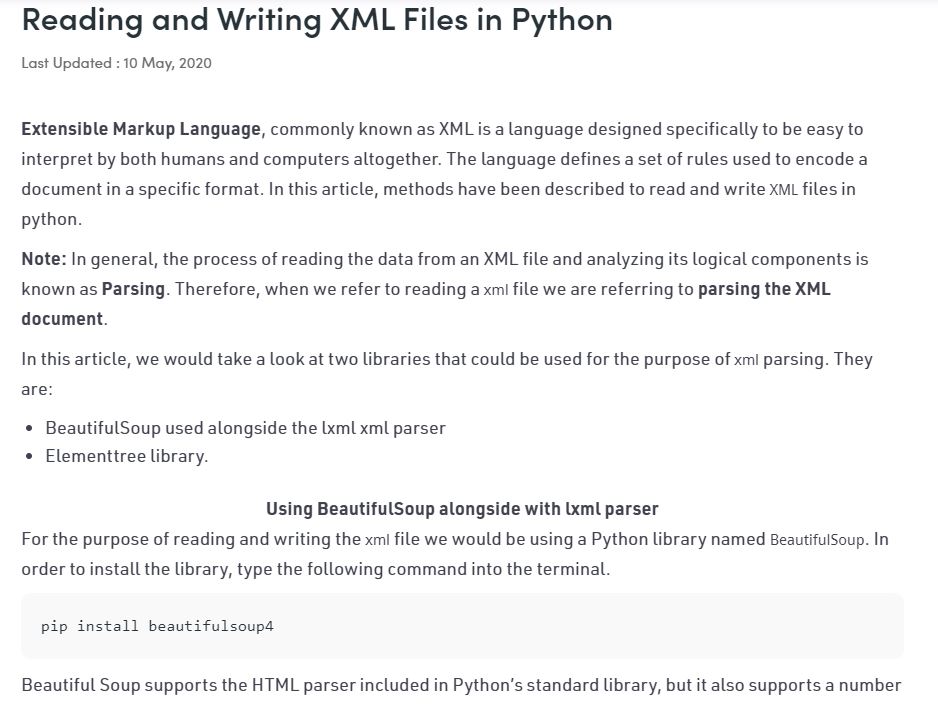 Reading and Writing XML Files in Python
Last Updated : 10 May, 2020
Extensible Markup Language, commonly known as XML is a language designed specifically to be easy to
interpret by both humans and computers altogether. The language defines a set of rules used to encode a
document in a specific format. In this article, methods have been described to read and write XML files in
python.
Note: In general, the process of reading the data from an XML file and analyzing its logical components is
known as Parsing. Therefore, when we refer to reading a xml file we are referring to parsing the XML
document.
In this article, we would take a look at two libraries that could be used for the purpose of xml parsing. They
are:
• BeautifulSoup used alongside the lxml xml parser
• Elementtree library.
Using BeautifulSoup alongside with lxml parser
For the purpose of reading and writing the xml file we would be using a Python library named BeautifulSoup. In
order to install the library, type the following command into the terminal.
pip install beautifulsoup4
Beautiful Soup supports the HTML parser included in Python’s standard library, but it also supports a number